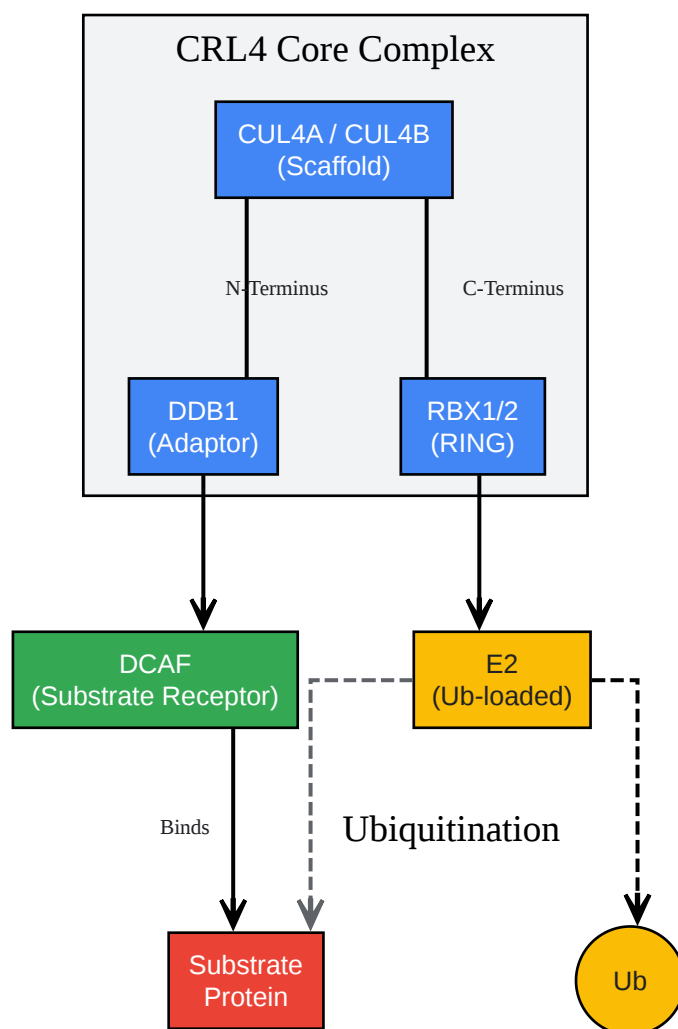 CRL4 Core Complex
CUL4A / CUL4B
(Scaffold)
N-Terminus
C-Terminus
DDB1
(Adaptor)
RBX1/2
(RING)
DCAF
(Substrate Receptor)
E2
(Ub-loaded)
Binds
Ubiquitination
Substrate
Protein
Ub